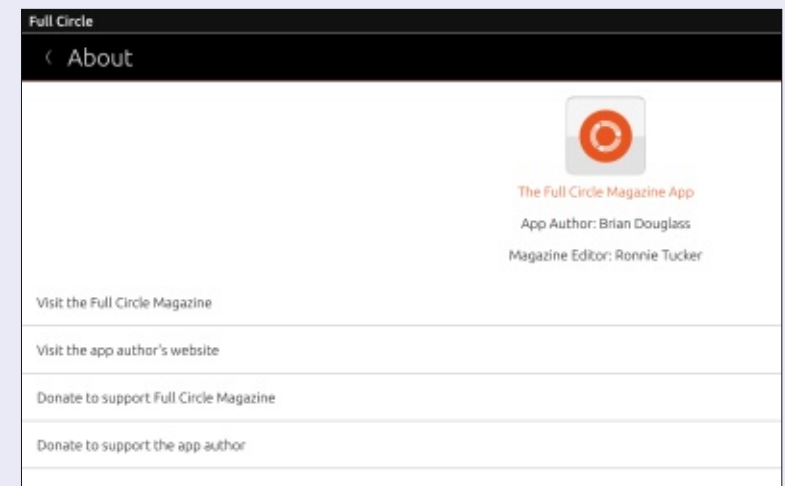 Full Circle
About
The Full Circle Magazine App
App Author: Brian Douglass
Magazine Editor: Ronnie Tucker
Visit the Full Circle Magazine
Visit the app author's website
Donate to support Full Circle Magazine
Donate to support the app author